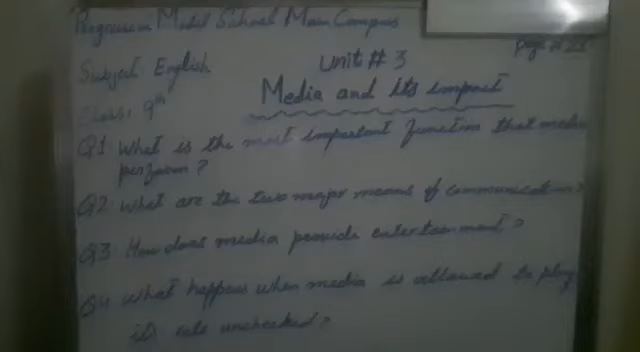 Progressive Model School Main Campus
Page #
Subject English
Unit # 3
Class, 9th
Media and Its impact
Q1 What is the most important function that media
perform?
Q2 What are the two major means of communication?
Q3 How does media provide entertainment?
Q4 What happens when media is allowed to play
its role unchecked?